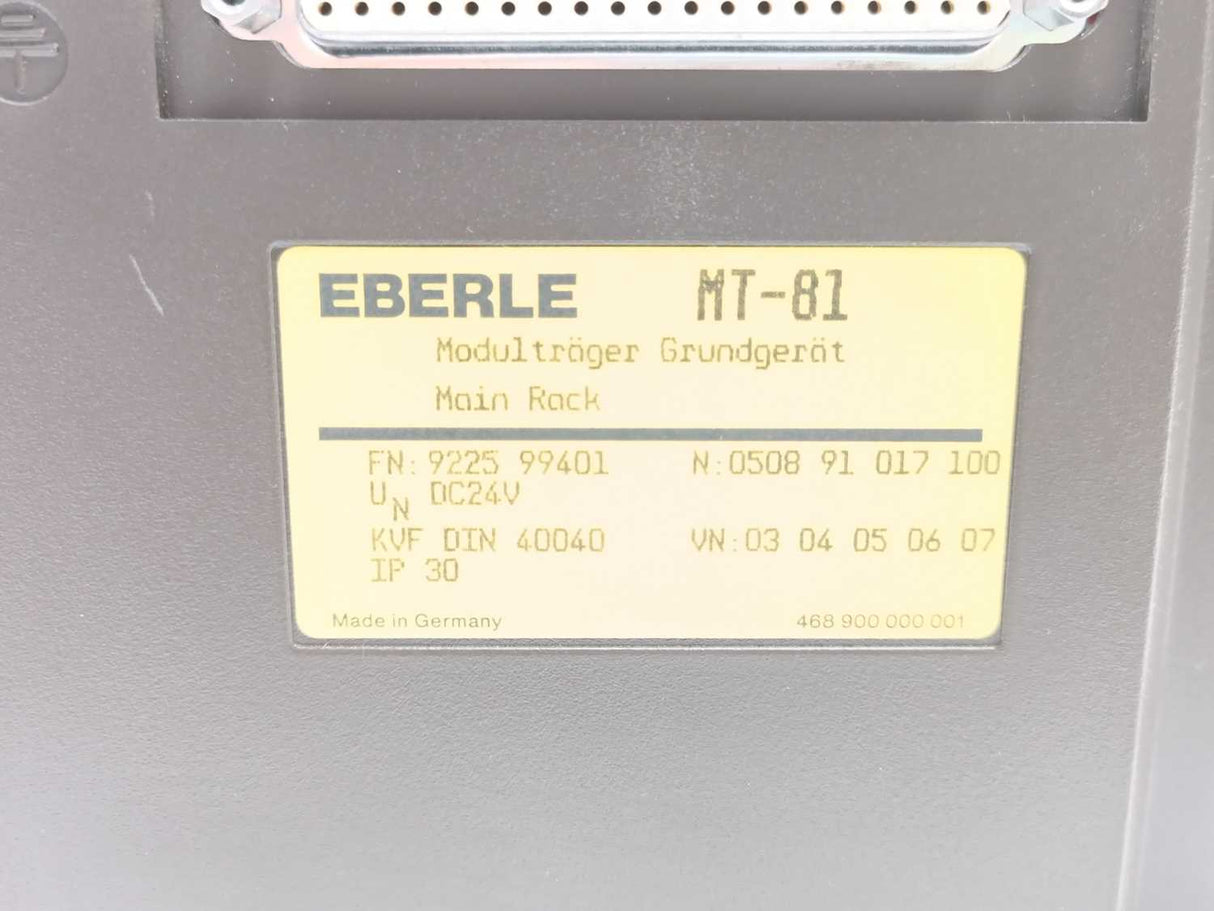 EBERLE MT-81
Modulträger Grundgerät
Main Rack
FN: 9225 99401 N:0508 91 017 100
UN DC24V
KVF DIN 40040 VN:03 04 05 06 07
IP 30
Made in Germany 468 900 000 001